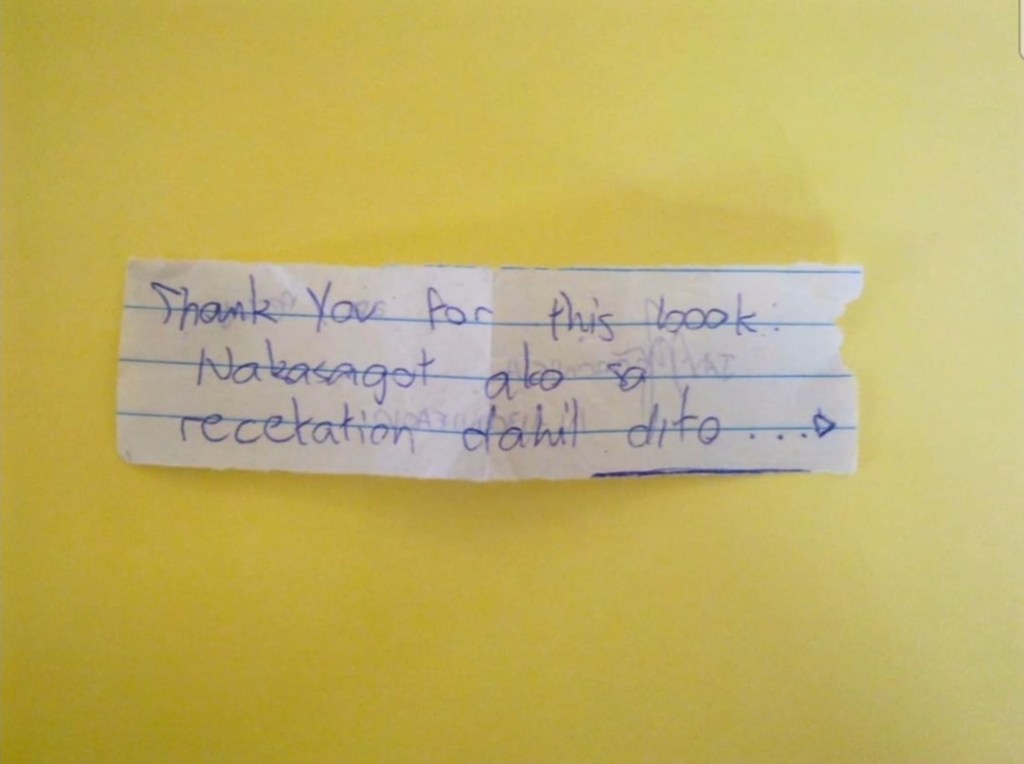 Thank You for this book:
Nakasagot ako sa
recetation dahil dito ....